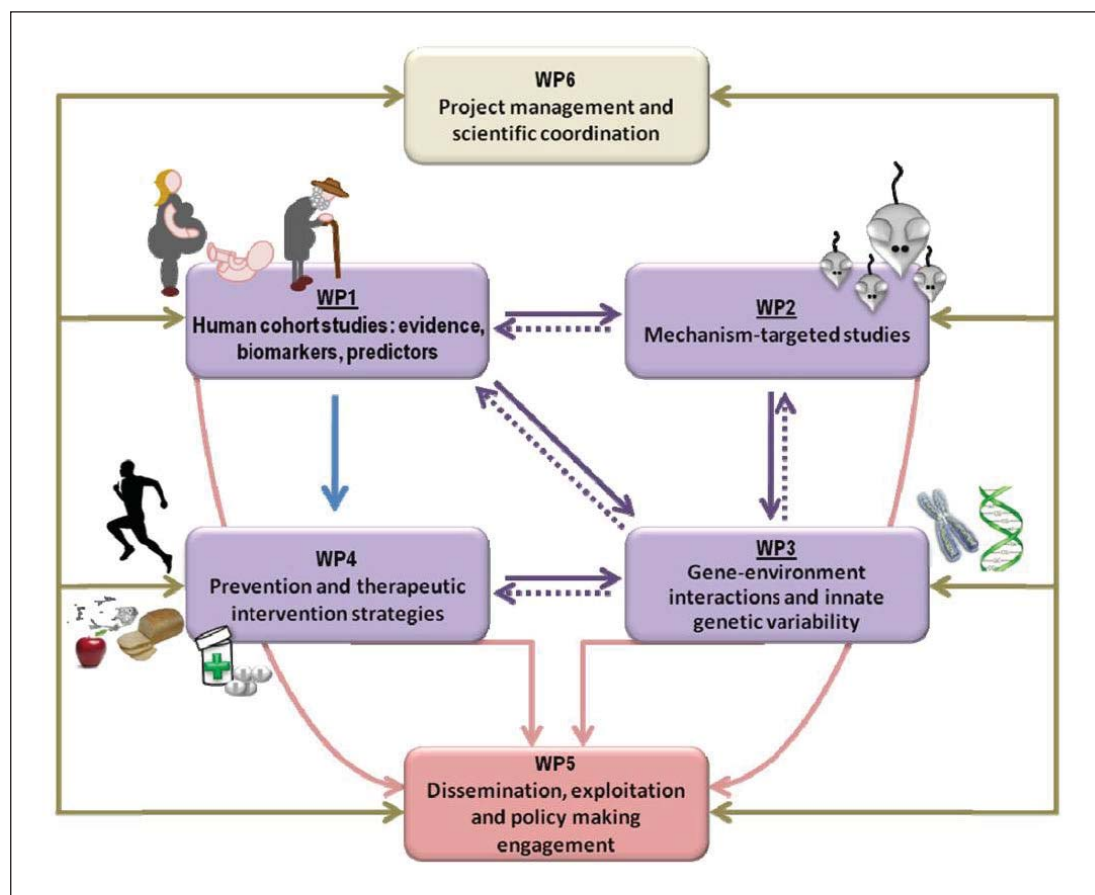 WP6
Project management and
scientific coordination
WP1
Human cohort studies: evidence,
biomarkers, predictors
WP2
Mechanism-targeted studies
WP4
Prevention and therapeutic
intervention strategies
WP3
Gene-environment
interactions and innate
genetic variability
WP5
Dissemination, exploitation
and policy making
engagement